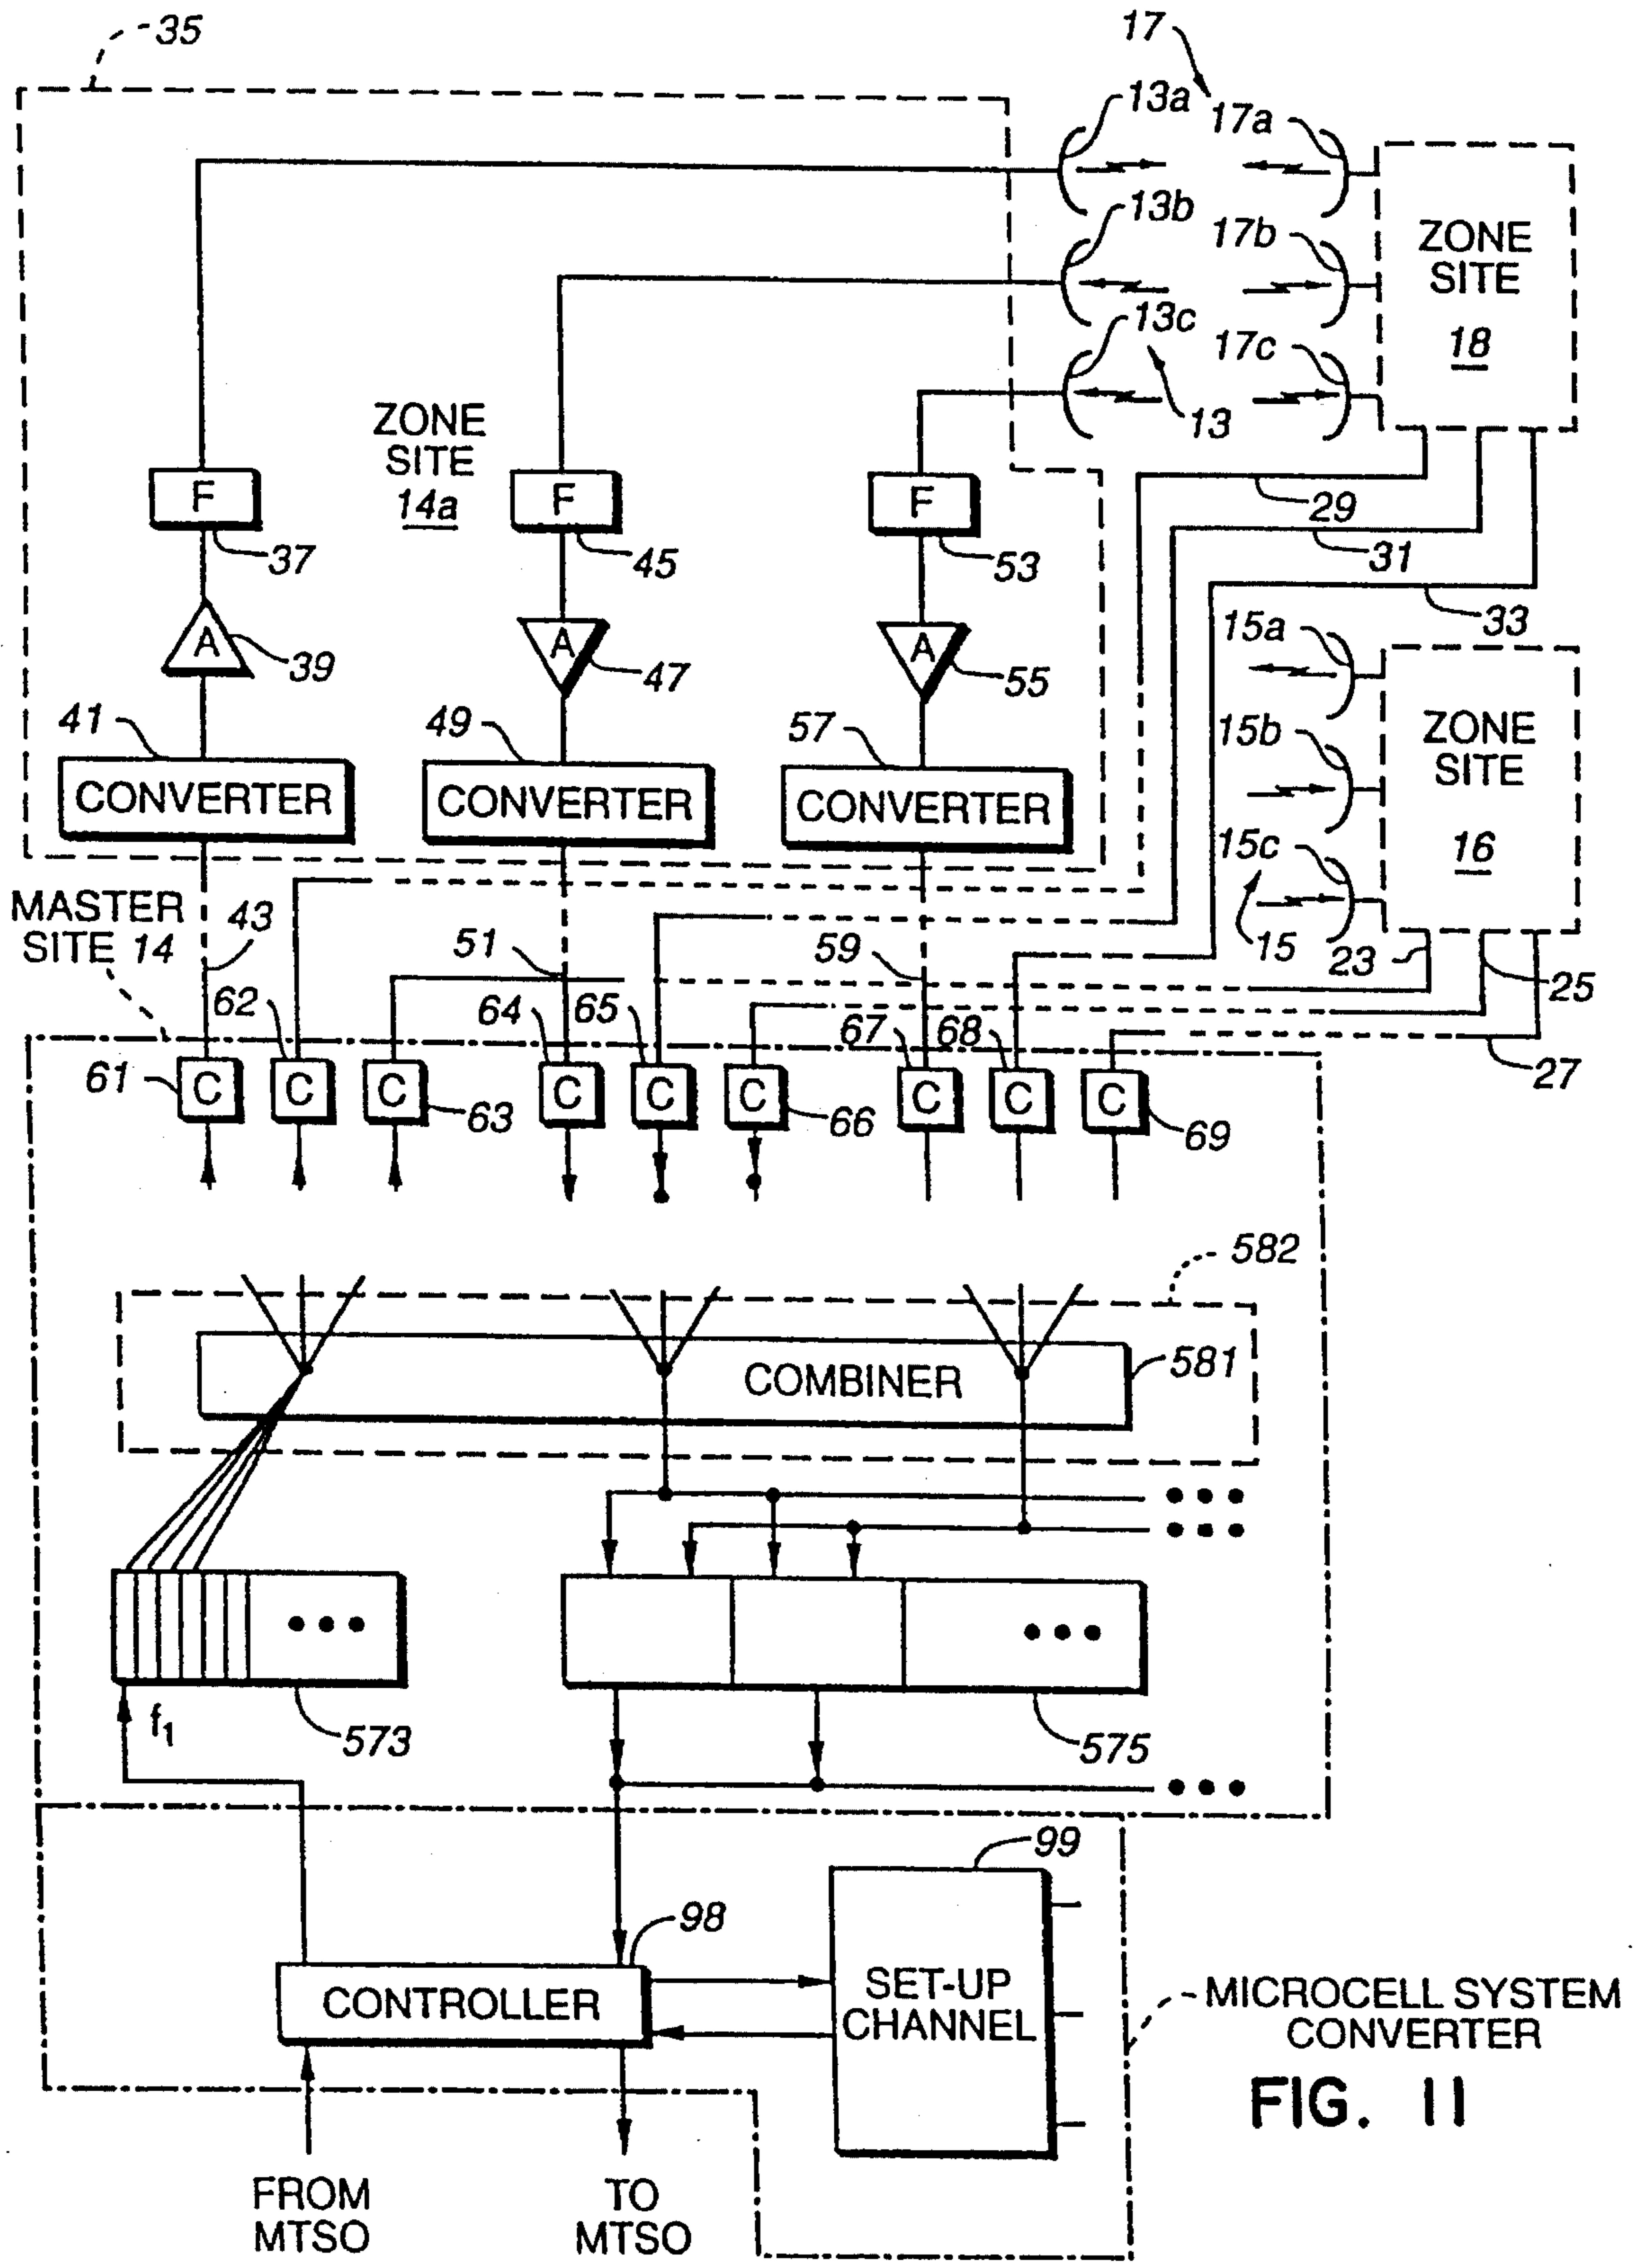 35
17
13a
17a
13b
17b
ZONE
SITE
18
13c
17c
13
ZONE
SITE
14a
F
F
F
29
37
45
53
31
33
A
39
A
47
A
55
15a
41
49
57
15b
ZONE
SITE
16
CONVERTER
CONVERTER
CONVERTER
15c
MASTER
SITE 14
43
51
59
15
23
25
62
64
65
67
68
27
61
C
C
C
63
C
C
C
66
C
C
C
69
582
COMBINER
581
f1
573
575
99
98
CONTROLLER
SET-UP
CHANNEL
MICROCELL SYSTEM
CONVERTER
FROM
MTSO
TO
MTSO
FIG. 11